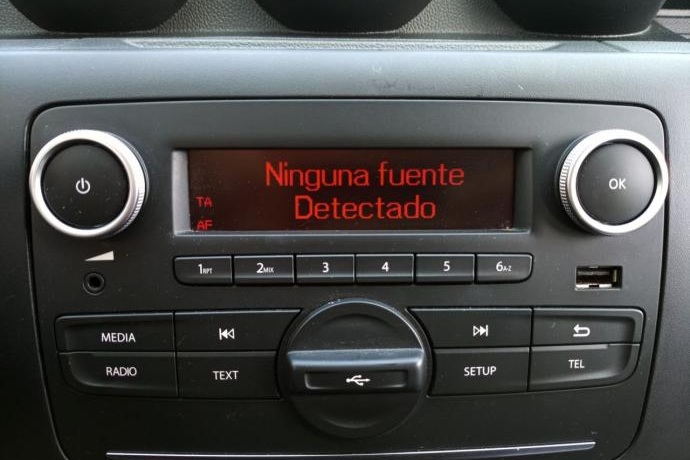 Ninguna fuente
TA
Detectado
AF
OK
1RPT
2MIX
3
4
5
6A-Z
MEDIA
RADIO
TEXT
SETUP
TEL